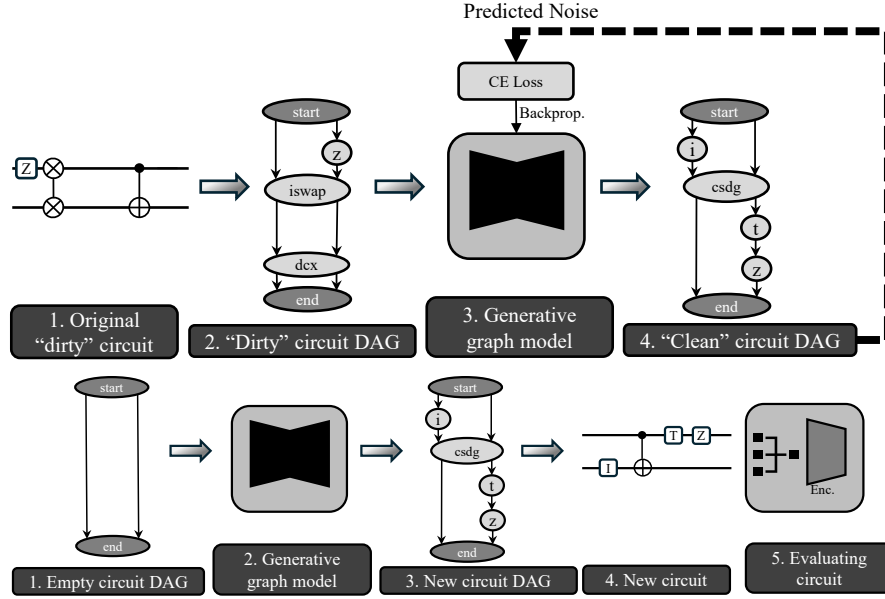 Predicted Noise
CE Loss
Backprop.
start
z
iswap
dcx
end
Z
start
i
csdg
t
z
end
1. Original
“dirty” circuit
2. “Dirty” circuit DAG
3. Generative
graph model
4. “Clean” circuit DAG
start
end
start
i
csdg
t
z
end
T
Z
I
Enc.
1. Empty circuit DAG
2. Generative
graph model
3. New circuit DAG
4. New circuit
5. Evaluating
circuit